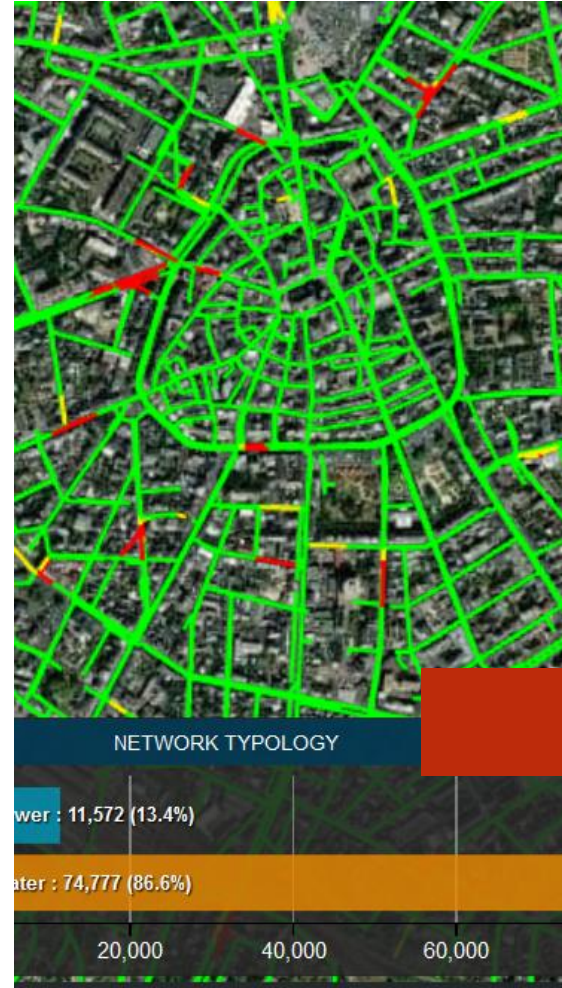 NETWORK TYPOLOGY
wer : 11,572 (13.4%)
ater : 74,777 (86.6%)
20,000 40,000 60,000